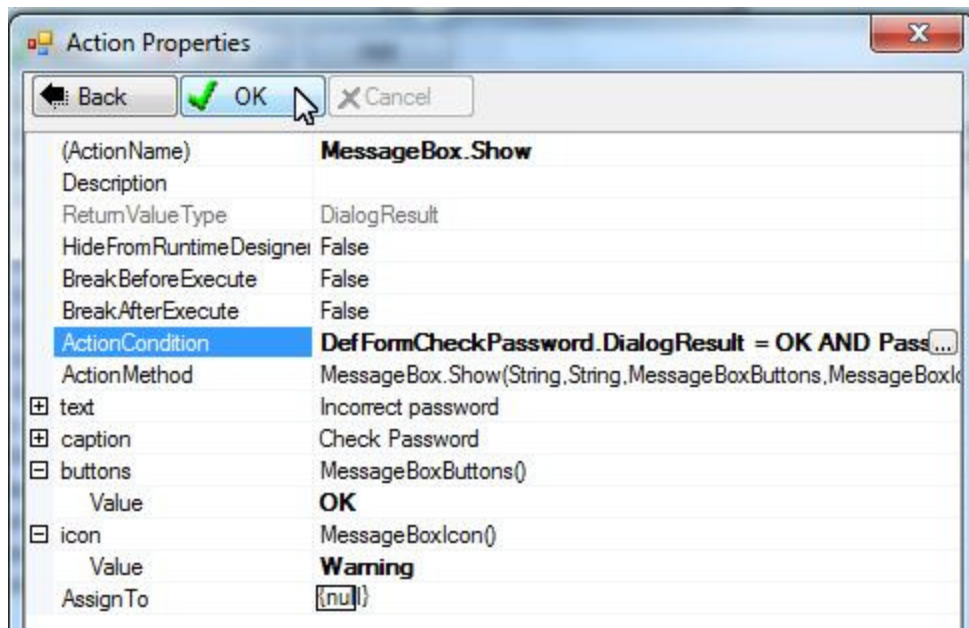 Action Properties
Back OK Cancel
(ActionName) MessageBox.Show
Description
ReturnValueType DialogResult
HideFromRuntimeDesigner False
BreakBeforeExecute False
BreakAfterExecute False
ActionCondition DefFormCheckPassword.DialogResult = OK AND Pass...
ActionMethod MessageBox.Show(String,String,MessageBoxButtons,MessageBoxIc
text Incorrect password
caption Check Password
buttons MessageBoxButtons()
Value OK
icon MessageBoxIcon()
Value Warning
AssignTo {null}